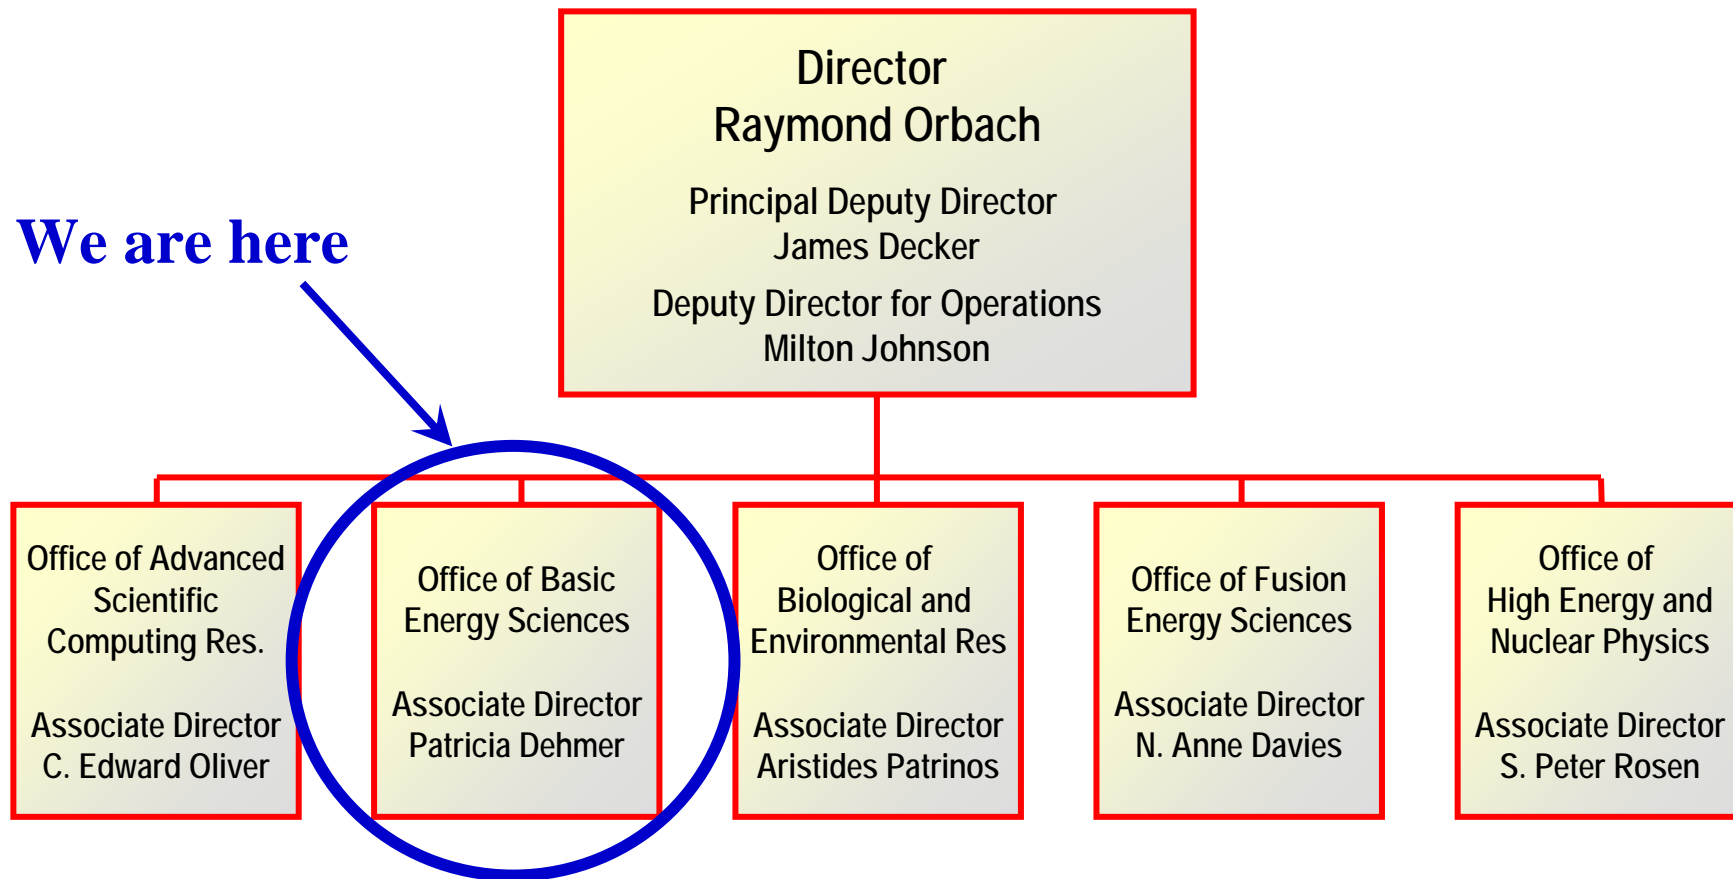 Director
Raymond Orbach
Principal Deputy Director
James Decker
Deputy Director for Operations
Milton Johnson
We are here
Office of Advanced
Scientific
Computing Res.
Associate Director
C. Edward Oliver
Office of Basic
Energy Sciences
Associate Director
Patricia Dehmer
Office of
Biological and
Environmental Res
Associate Director
Aristides Patrinos
Office of Fusion
Energy Sciences
Associate Director
N. Anne Davies
Office of
High Energy and
Nuclear Physics
Associate Director
S. Peter Rosen